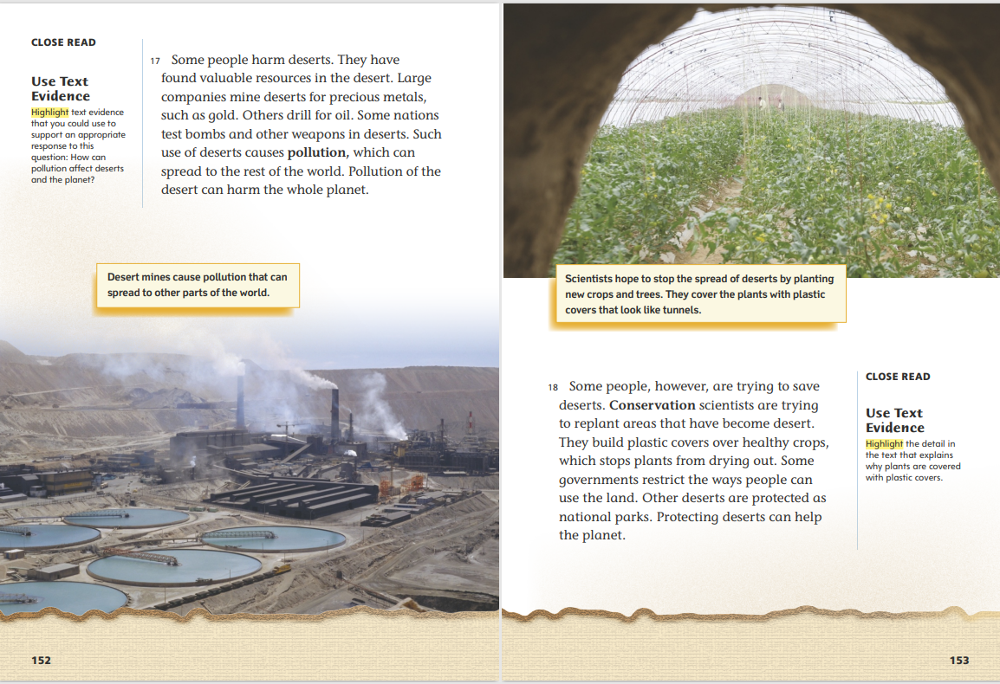 CLOSE READ
Use Text
Evidence
Highlight text evidence
that you could use to
support an appropriate
response to this
question: How can
pollution affect deserts
and the planet?
17 Some people harm deserts. They have
found valuable resources in the desert. Large
companies mine deserts for precious metals,
such as gold. Others drill for oil. Some nations
test bombs and other weapons in deserts. Such
use of deserts causes pollution, which can
spread to the rest of the world. Pollution of the
desert can harm the whole planet.
Desert mines cause pollution that can
spread to other parts of the world.
152
Scientists hope to stop the spread of deserts by planting
new crops and trees. They cover the plants with plastic
covers that look like tunnels.
18 Some people, however, are trying to save
deserts. Conservation scientists are trying
to replant areas that have become desert.
They build plastic covers over healthy crops,
which stops plants from drying out. Some
governments restrict the ways people can
use the land. Other deserts are protected as
national parks. Protecting deserts can help
the planet.
CLOSE READ
Use Text
Evidence
Highlight the detail in
the text that explains
why plants are covered
with plastic covers.
153